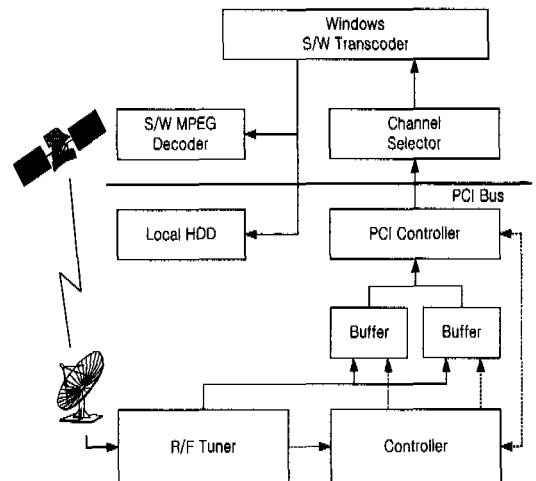 Windows
S/W Transcoder
S/W MPEG
Decoder
Channel
Selector
PCI Bus
Local HDD
PCI Controller
Buffer
Buffer
R/F Tuner
Controller